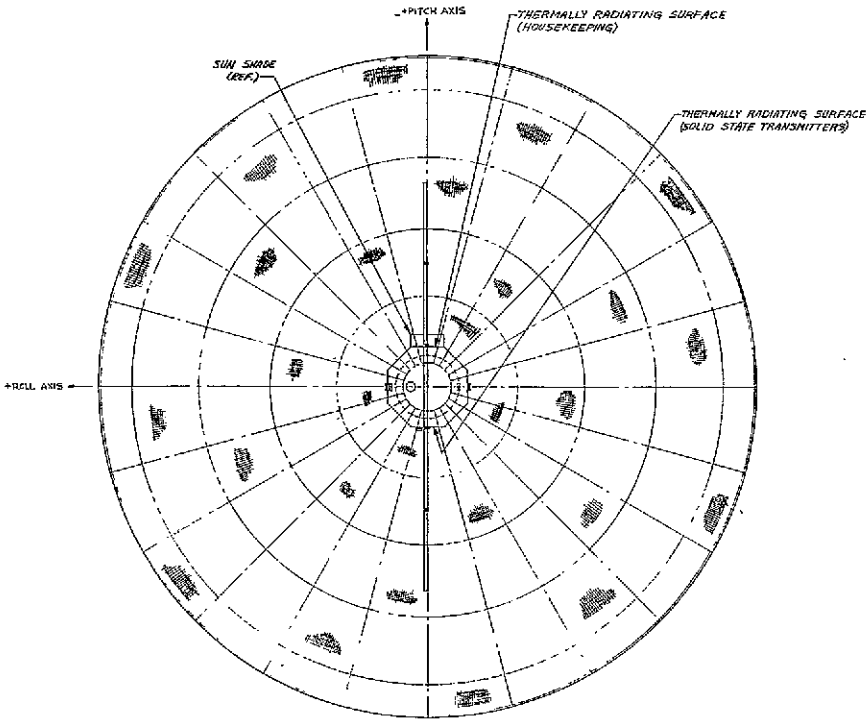 +PITCH AXIS
THERMALLY RADIATING SURFACE
(HOUSEKEEPING)
SUN SHADE
(REF.)
THERMALLY RADIATING SURFACE
(SOLID STATE TRANSMITTERS)
+ROLL AXIS